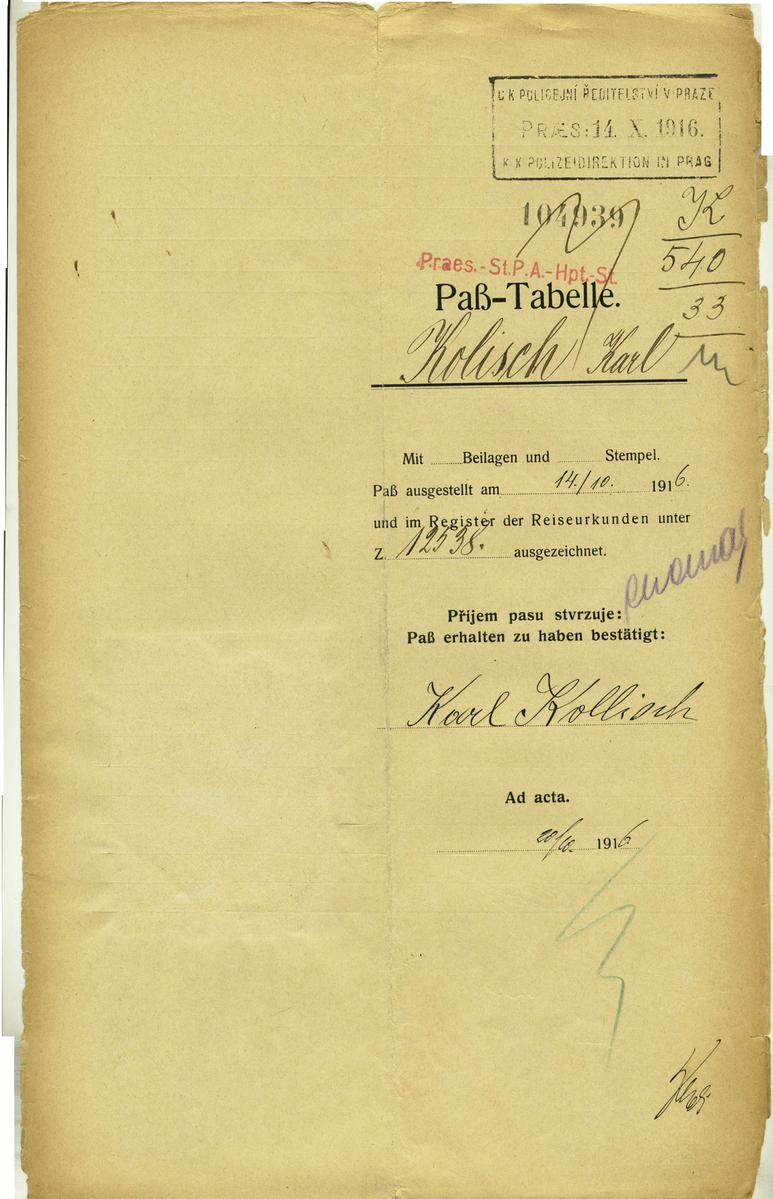 C K POLICEJNÍ ŘEDITELSTVÍ V PRAZE
PRÆS: 14. X. 1916.
K. K. POLIZEIDIREKTION IN PRAG
104939
K
540
33
Praes.-St.P.A.-Hpt.-St.
Paß-Tabelle.
Kolisch Karl
Mit Beilagen und Stempel.
Paß ausgestellt am 14./10. 1916.
und im Register der Reiseurkunden unter
Z. 12538. ausgezeichnet.
Příjem pasu stvrzuje:
Paß erhalten zu haben bestätigt:
Karl Kollisch
Ad acta.
20/10. 1916